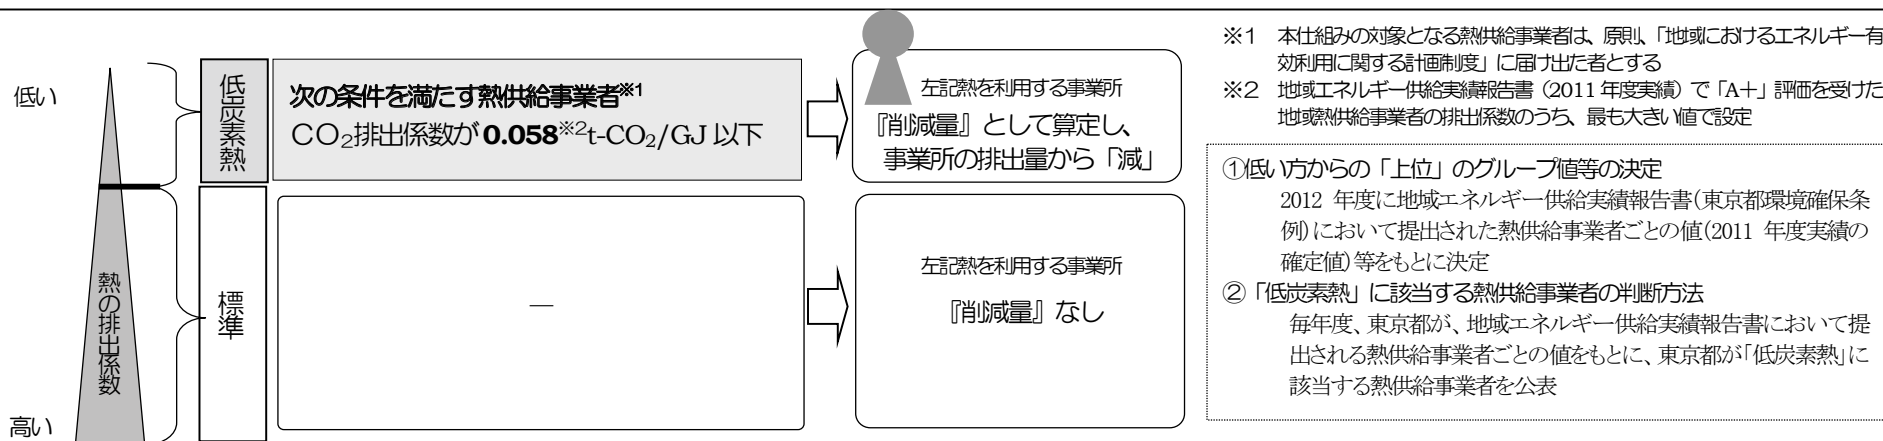 低い
熱の排出係数
高い
低炭素熱
次の条件を満たす熱供給事業者※1
CO₂排出係数が0.058※2t-CO₂/GJ以下
左記熱を利用する事業所
『削減量』として算定し、
事業所の排出量から「減」
標準
—
左記熱を利用する事業所
『削減量』なし
※1 本仕組みの対象となる熱供給事業者は、原則、「地域におけるエネルギー有
効利用に関する計画制度」に届け出た者とする
※2 地域エネルギー供給実績報告書（2011年度実績）で「A＋」評価を受けた
地域熱供給事業者の排出係数のうち、最も大きい値で設定
①低い方からの「上位」のグループ値等の決定
2012 年度に地域エネルギー供給実績報告書(東京都環境確保条
例)において提出された熱供給事業者ごとの値(2011 年度実績の
確定値)等をもとに決定
②「低炭素熱」に該当する熱供給事業者の判断方法
毎年度、東京都が、地域エネルギー供給実績報告書において提
出される熱供給事業者ごとの値をもとに、東京都が「低炭素熱」に
該当する熱供給事業者を公表